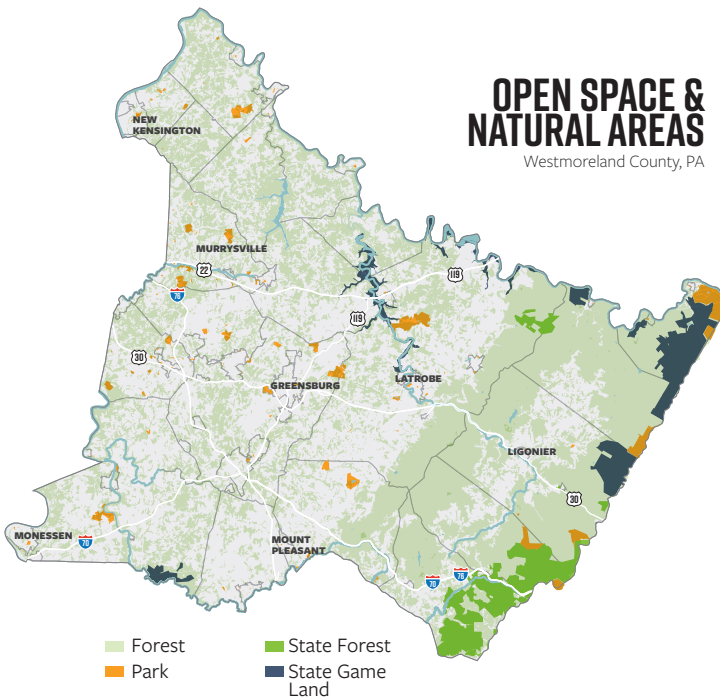 OPEN SPACE &
NATURAL AREAS
Westmoreland County, PA
NEW
KENSINGTON
MURRYSVILLE
22
119
76
119
30
GREENSBURG
LATROBE
LIGONIER
30
MONESSEN
70
MOUNT
PLEASANT
70
76
Forest
State Forest
Park
State Game
Land